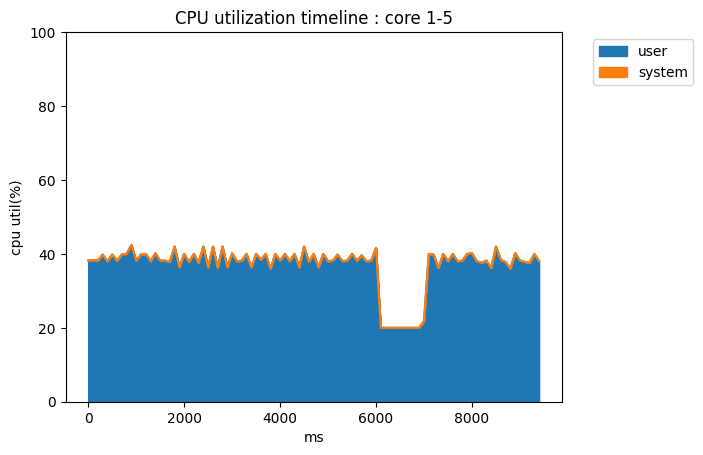 CPU utilization timeline : core 1-5
100
80
60
40
20
0
cpu util(%)
0 2000 4000 6000 8000
ms
user
system